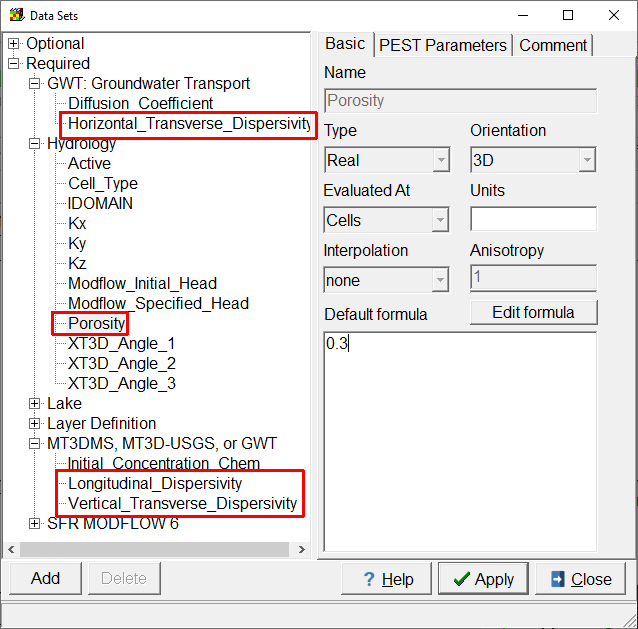 Data Sets
Optional
Required
GWT: Groundwater Transport
Diffusion_Coefficient
Horizontal_Transverse_Dispersivity
Hydrology
Active
Cell_Type
IDOMAIN
Kx
Ky
Kz
Modflow_Initial_Head
Modflow_Specified_Head
Porosity
XT3D_Angle_1
XT3D_Angle_2
XT3D_Angle_3
Lake
Layer Definition
MT3DMS, MT3D-USGS, or GWT
Initial_Concentration_Chem
Longitudinal_Dispersivity
Vertical_Transverse_Dispersivity
SFR MODFLOW 6
Basic PEST Parameters Comment
Name
Porosity
Type Orientation
Real 3D
Evaluated At Units
Cells
Interpolation Anisotropy
none 1
Default formula Edit formula
0.3
Add Delete ? Help Apply Close